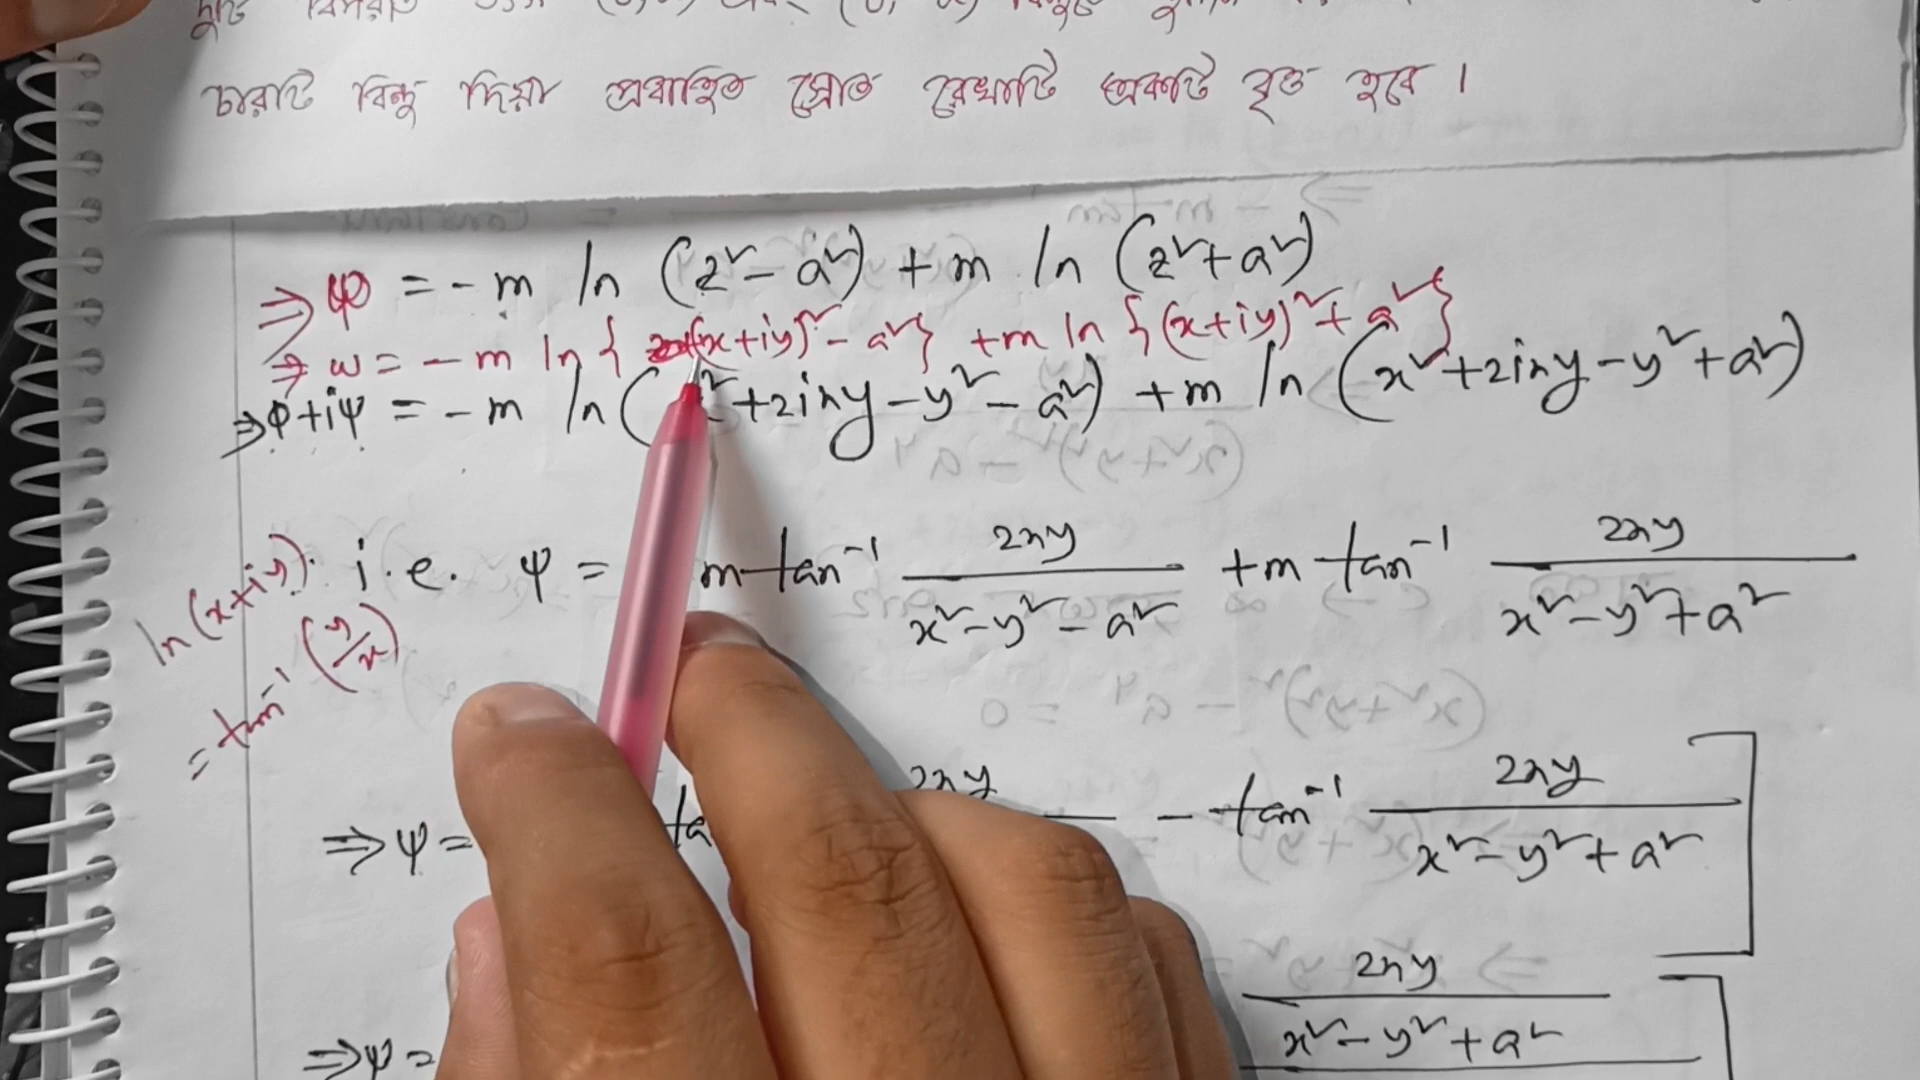 চারটি বিন্দু দিয়া প্রবাহিত স্রোত রেখাটি একটি বৃত্ত হবে ।
⇒ φ = - m ln (z² - a²) + m ln (z² + a²)
⇒ w = - m ln { (x+iy)² - a² } + m ln { (x+iy)² + a² }
⇒ φ+iψ = - m ln ( ² + 2ixy - y² - a²) + m ln (x² + 2ixy - y² + a²)
i.e. ψ = m tan⁻¹ 2xy / (x² - y² - a²) + m tan⁻¹ 2xy / (x² - y² + a²)
ln (x+iy).
= tan⁻¹ (y/x)
⇒ ψ = 2xy - tan⁻¹ 2xy / (x² - y² + a²) ]
⇒ ψ = 2xy / (x² - y² + a²)